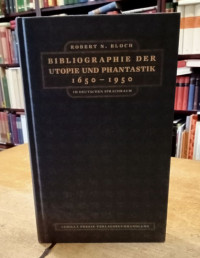 ROBERT N. BLOCH
BIBLIOGRAPHIE DER
UTOPIE UND PHANTASTIK
1650 – 1950
IM DEUTSCHEN SPRACHRAUM